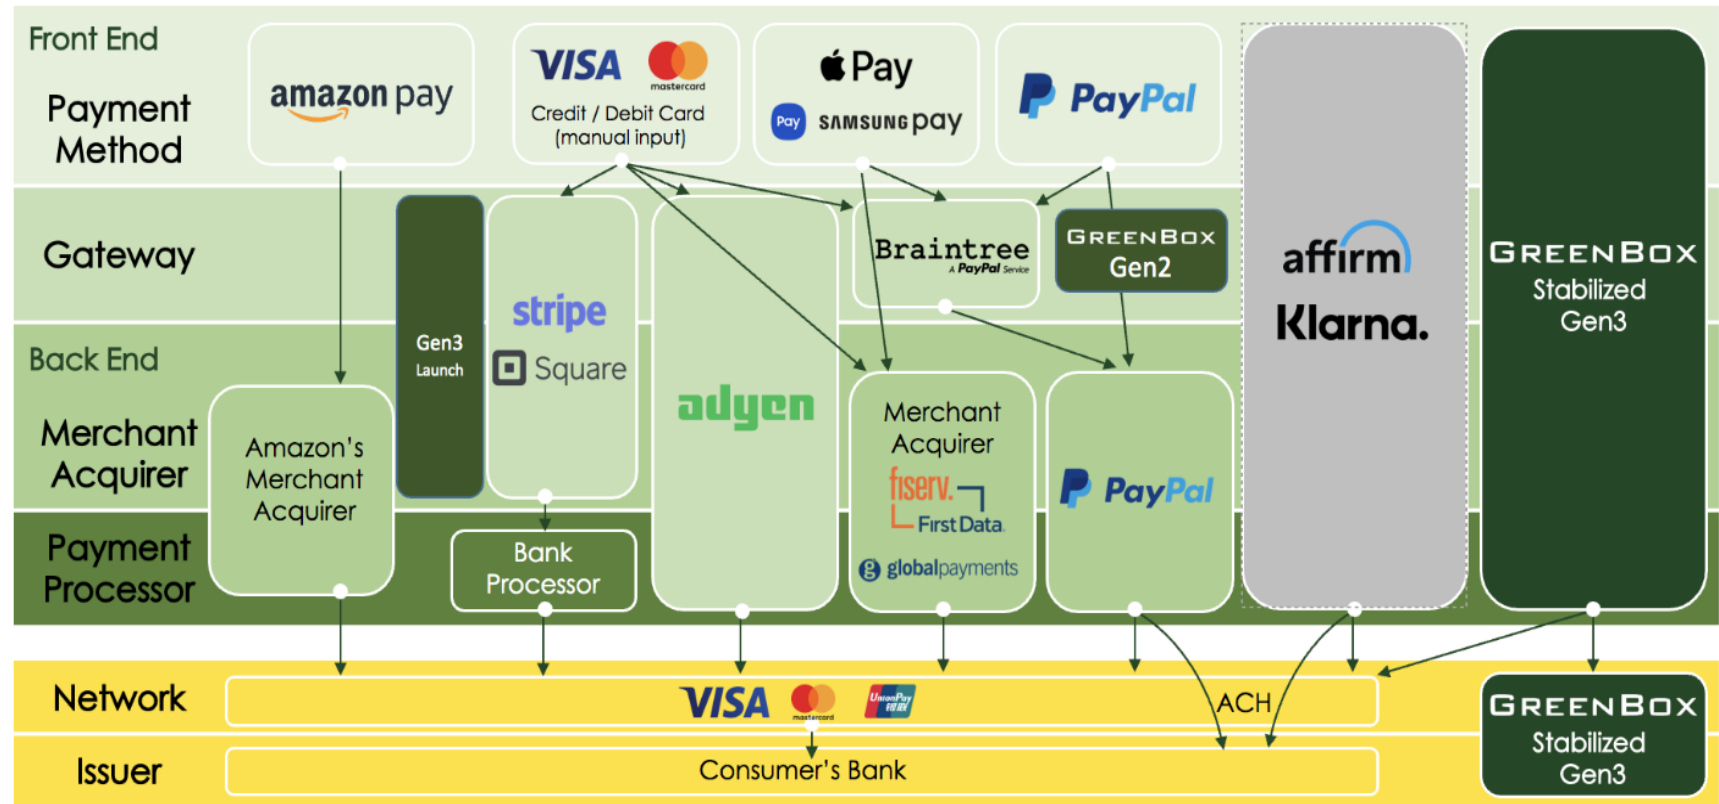 Front End
Payment
Method
amazon pay
VISA
mastercard
Credit / Debit Card
(manual input)
Pay
Pay
SAMSUNG pay
PayPal
Gateway
Gen3
Launch
stripe
Square
adyen
Braintree
A PayPal Service
GREENBOX
Gen2
affirm
Klarna.
GREENBOX
Stabilized
Gen3
Back End
Merchant
Acquirer
Amazon's
Merchant
Acquirer
Merchant
Acquirer
fiserv.
First Data.
globalpayments
PayPal
Payment
Processor
Bank
Processor
Network
VISA
mastercard
UnionPay
银联
ACH
GREENBOX
Stabilized
Gen3
Issuer
Consumer's Bank